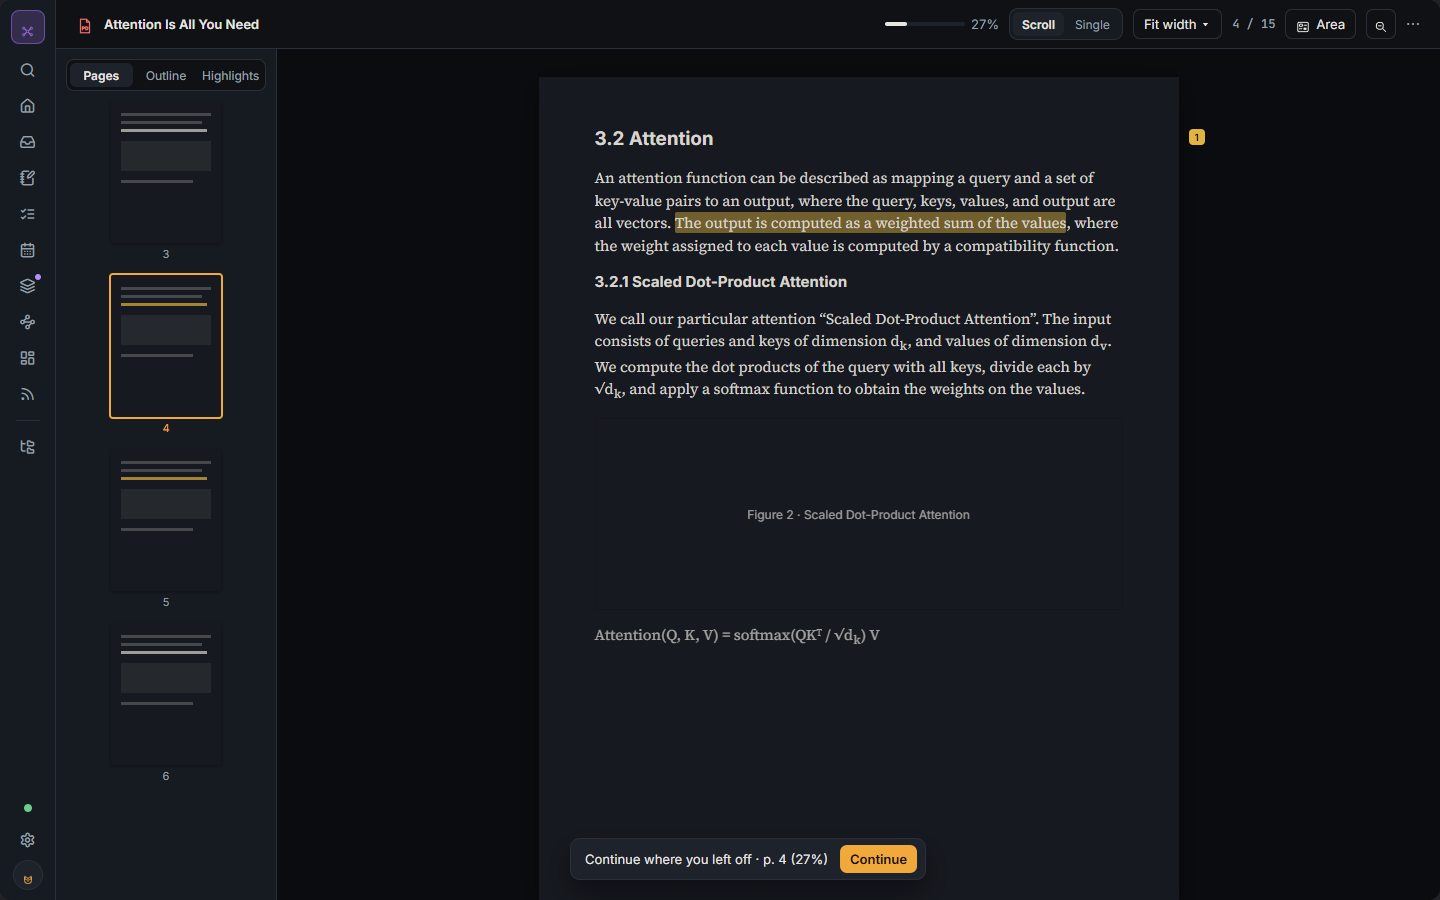 Attention Is All You Need
27%
Scroll
Single
Fit width
4 / 15
Area
Pages
Outline
Highlights
3
4
5
6
3.2 Attention
1
An attention function can be described as mapping a query and a set of
key-value pairs to an output, where the query, keys, values, and output are
all vectors. The output is computed as a weighted sum of the values, where
the weight assigned to each value is computed by a compatibility function.
3.2.1 Scaled Dot-Product Attention
We call our particular attention “Scaled Dot-Product Attention”. The input
consists of queries and keys of dimension dₖ, and values of dimension dᵥ.
We compute the dot products of the query with all keys, divide each by
√dₖ, and apply a softmax function to obtain the weights on the values.
Figure 2 · Scaled Dot-Product Attention
Attention(Q, K, V) = softmax(QKᵀ / √dₖ) V
Continue where you left off · p. 4 (27%)
Continue